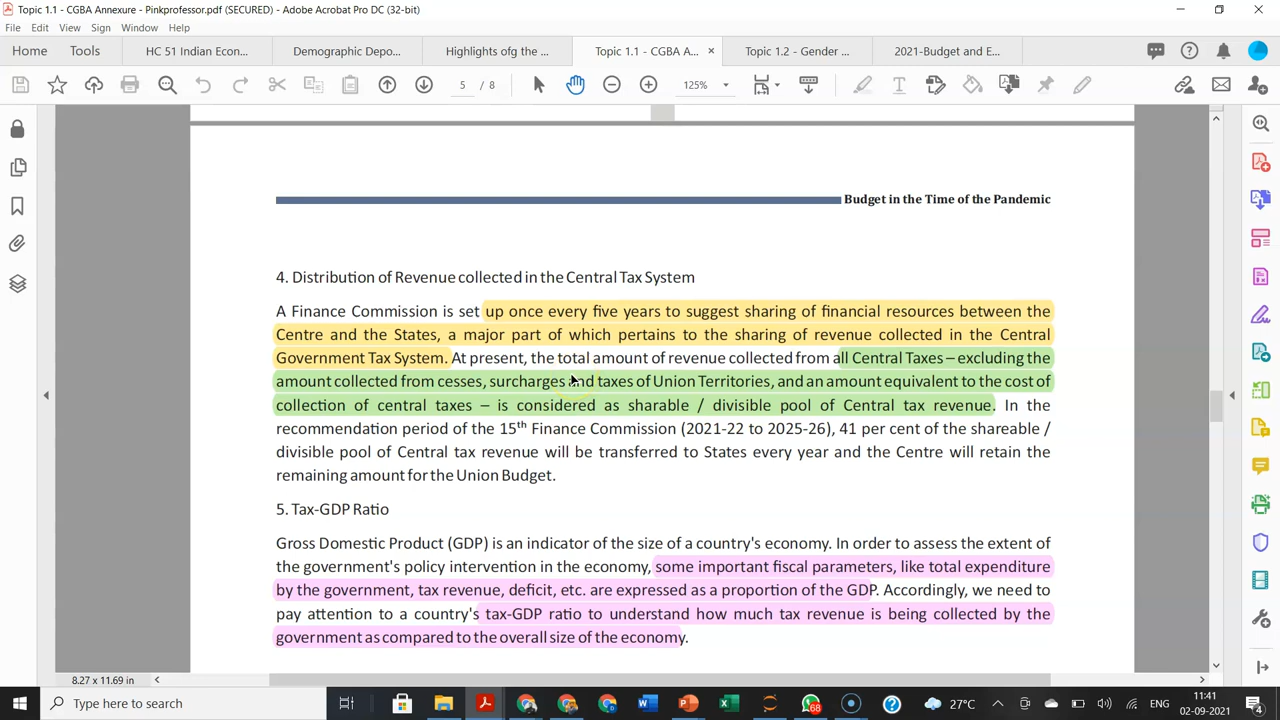 Topic 1.1 - CGBA Annexure - Pinkprofessor.pdf (SECURED) - Adobe Acrobat Pro DC (32-bit)
File Edit View Sign Window Help
Home Tools HC 51 Indian Econ... Demographic Depo... Highlights ofg the ... Topic 1.1 - CGBA A... × Topic 1.2 - Gender ... 2021-Budget and E...
5 / 8 125%
Budget in the Time of the Pandemic
4. Distribution of Revenue collected in the Central Tax System
A Finance Commission is set up once every five years to suggest sharing of financial resources between the
Centre and the States, a major part of which pertains to the sharing of revenue collected in the Central
Government Tax System. At present, the total amount of revenue collected from all Central Taxes – excluding the
amount collected from cesses, surcharges and taxes of Union Territories, and an amount equivalent to the cost of
collection of central taxes – is considered as sharable / divisible pool of Central tax revenue. In the
recommendation period of the 15th Finance Commission (2021-22 to 2025-26), 41 per cent of the shareable /
divisible pool of Central tax revenue will be transferred to States every year and the Centre will retain the
remaining amount for the Union Budget.
5. Tax-GDP Ratio
Gross Domestic Product (GDP) is an indicator of the size of a country's economy. In order to assess the extent of
the government's policy intervention in the economy, some important fiscal parameters, like total expenditure
by the government, tax revenue, deficit, etc. are expressed as a proportion of the GDP. Accordingly, we need to
pay attention to a country's tax-GDP ratio to understand how much tax revenue is being collected by the
government as compared to the overall size of the economy.
8.27 x 11.69 in
Type here to search
68
27°C
ENG
11:41
02-09-2021
4